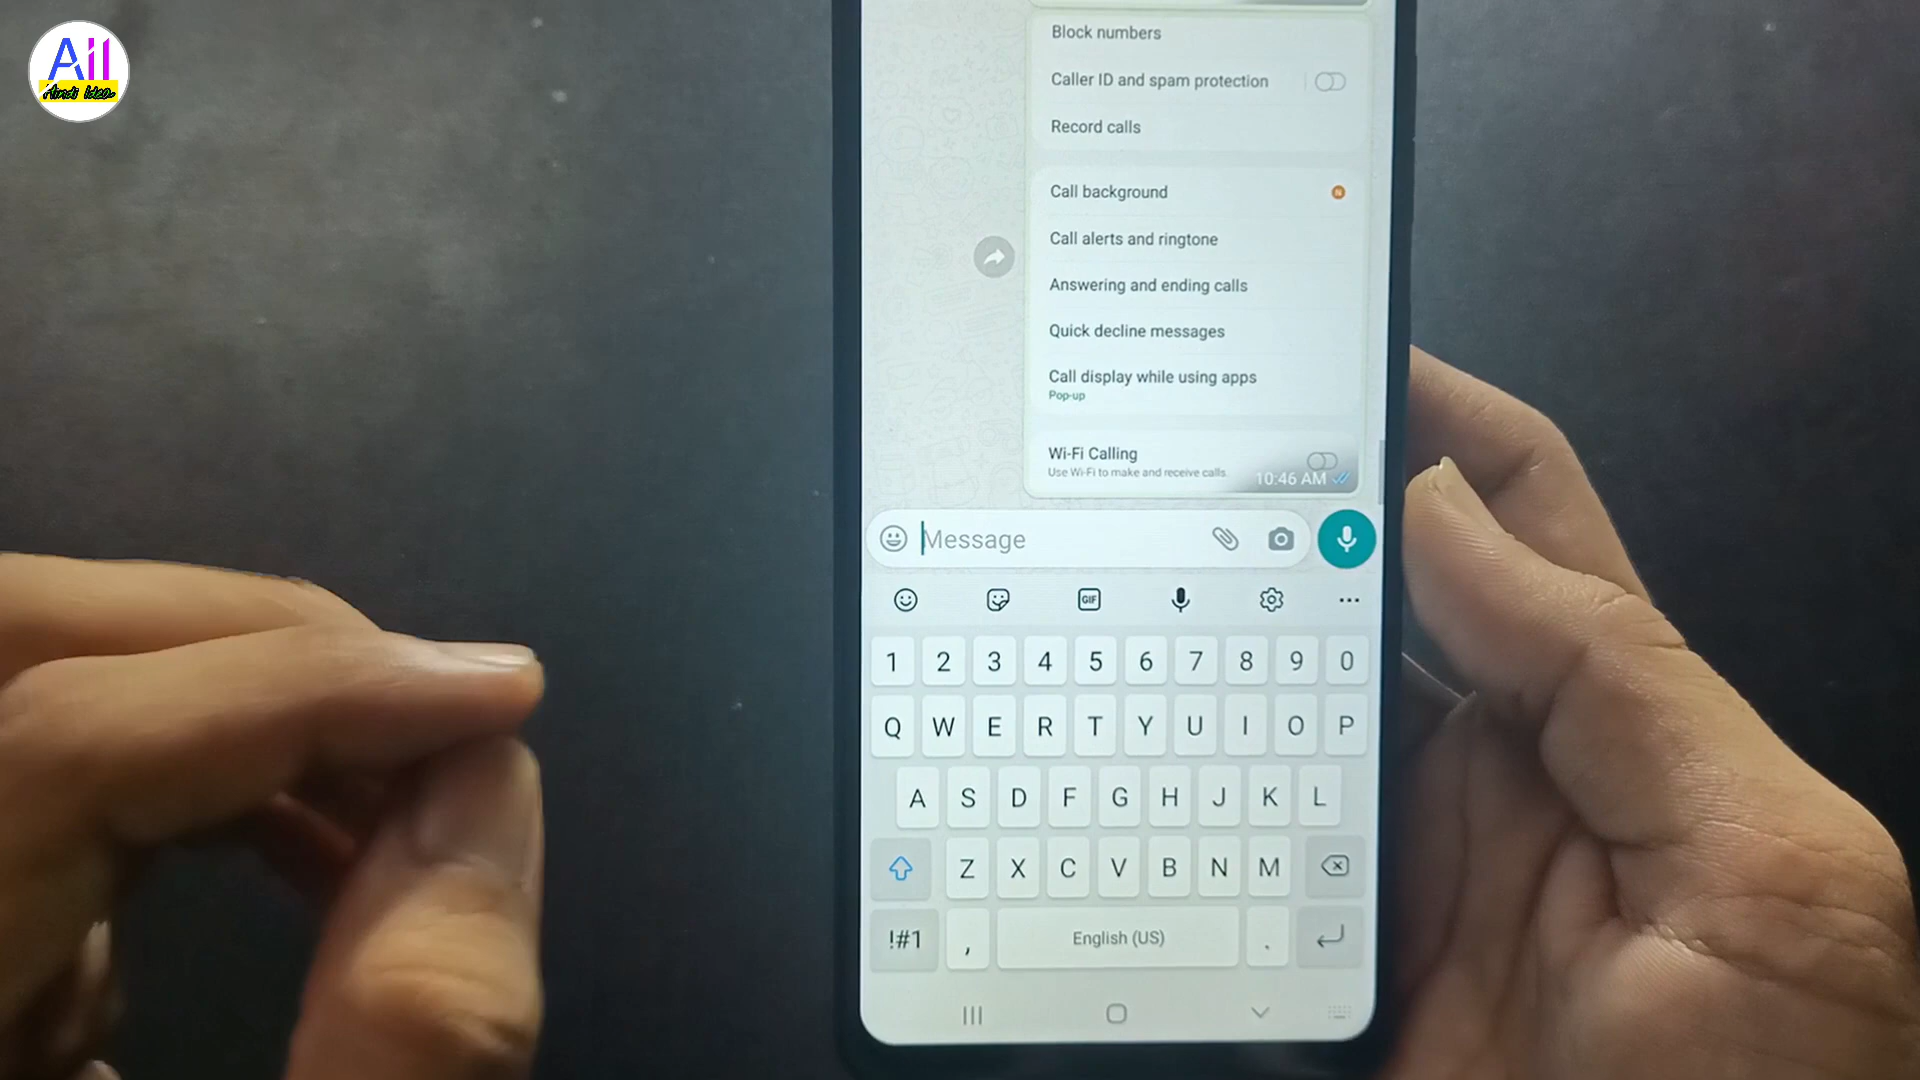 All
Hindi Idea
Block numbers
Caller ID and spam protection
Record calls
Call background
N
Call alerts and ringtone
Answering and ending calls
Quick decline messages
Call display while using apps
Pop-up
Wi-Fi Calling
Use Wi-Fi to make and receive calls.
10:46 AM
Message
GIF
1 2 3 4 5 6 7 8 9 0
Q W E R T Y U I O P
A S D F G H J K L
Z X C V B N M
!#1 , English (US) .